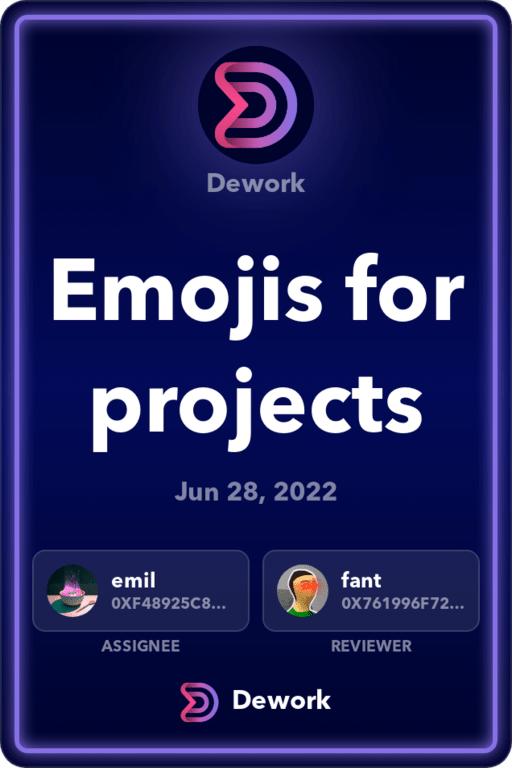 Dework
Emojis for
projects
Jun 28, 2022
emil
0XF48925C8...
ASSIGNEE
fant
0X761996F72...
REVIEWER
Dework